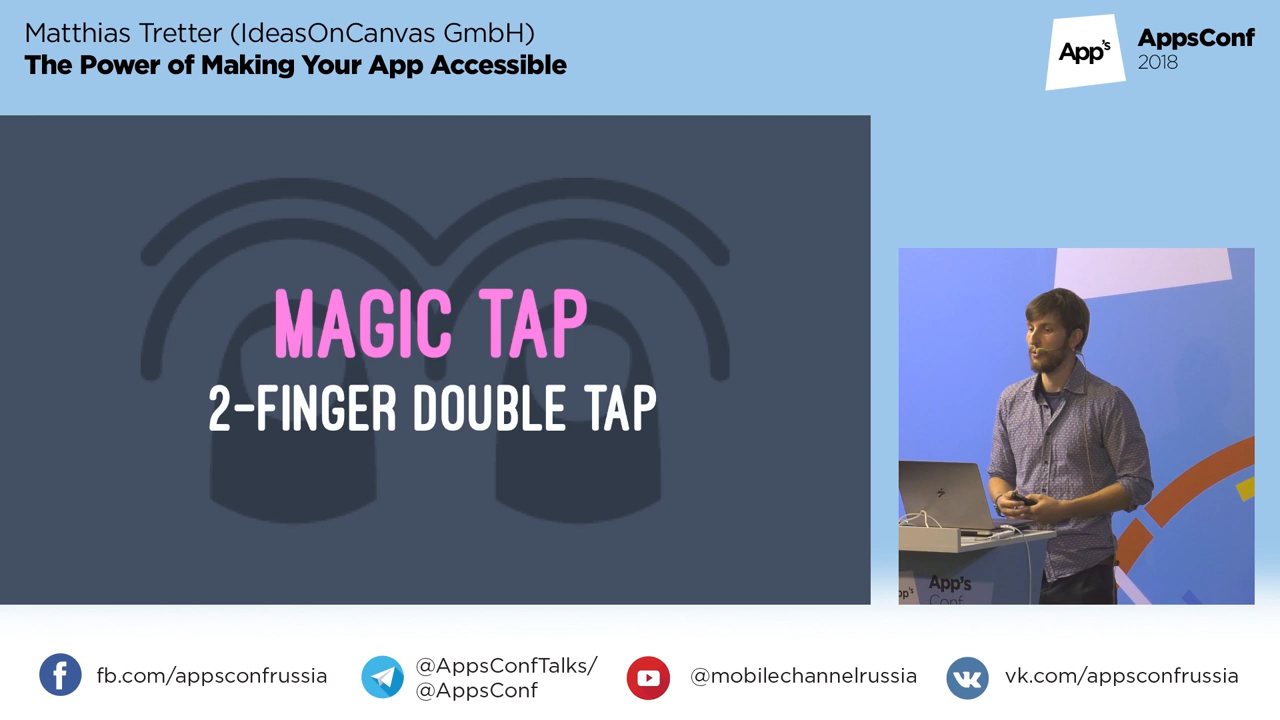 Matthias Tretter (IdeasOnCanvas GmbH)
The Power of Making Your App Accessible
App's
AppsConf
2018
MAGIC TAP
2-FINGER DOUBLE TAP
App's
Conf
fb.com/appsconfrussia
@AppsConfTalks/
@AppsConf
@mobilechannelrussia
vk.com/appsconfrussia